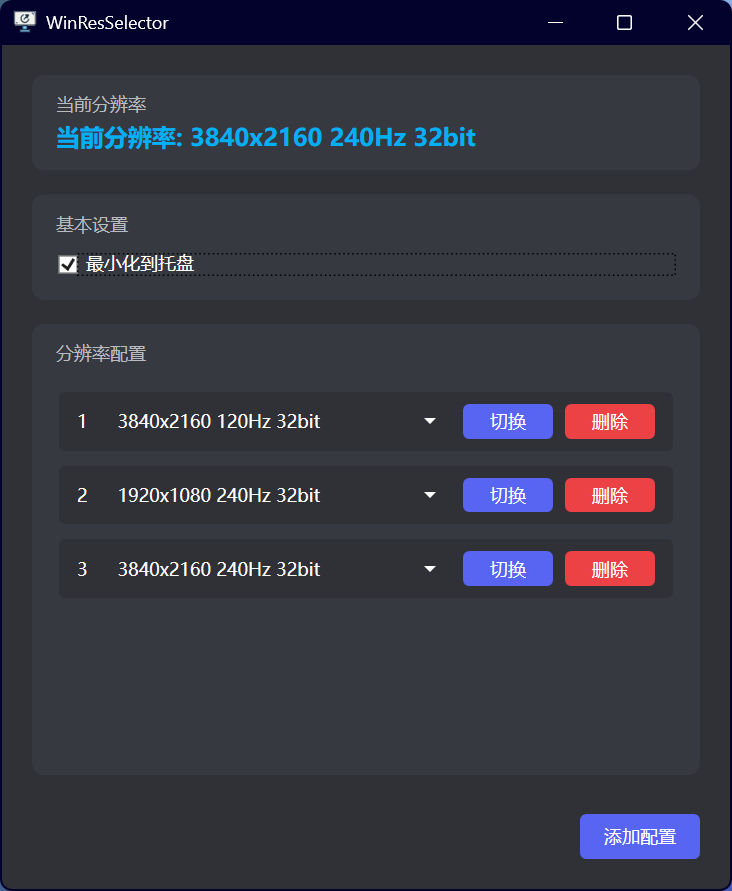 WinResSelector
当前分辨率
当前分辨率: 3840x2160 240Hz 32bit
基本设置
最小化到托盘
分辨率配置
1 3840x2160 120Hz 32bit 切换 删除
2 1920x1080 240Hz 32bit 切换 删除
3 3840x2160 240Hz 32bit 切换 删除
添加配置